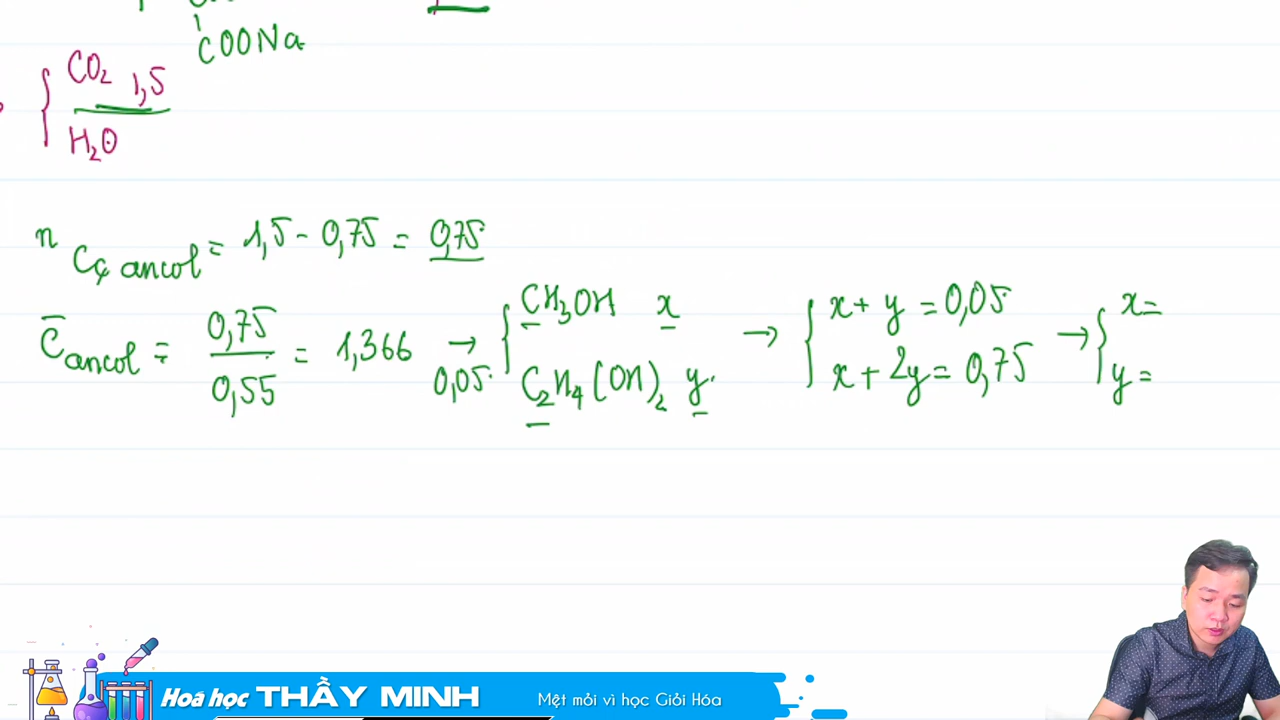 COONa
CO2 1,5
H2O
n C ancol = 1,5 - 0,75 = 0,75
C̄ ancol = 0,75 / 0,55 = 1,366 → 0,05 { CH3OH x → { x + y = 0,05 → { x =
C2H4(OH)2 y x + 2y = 0,75 y =
Hoá học THẦY MINH
Mệt mỏi vì học Giỏi Hóa